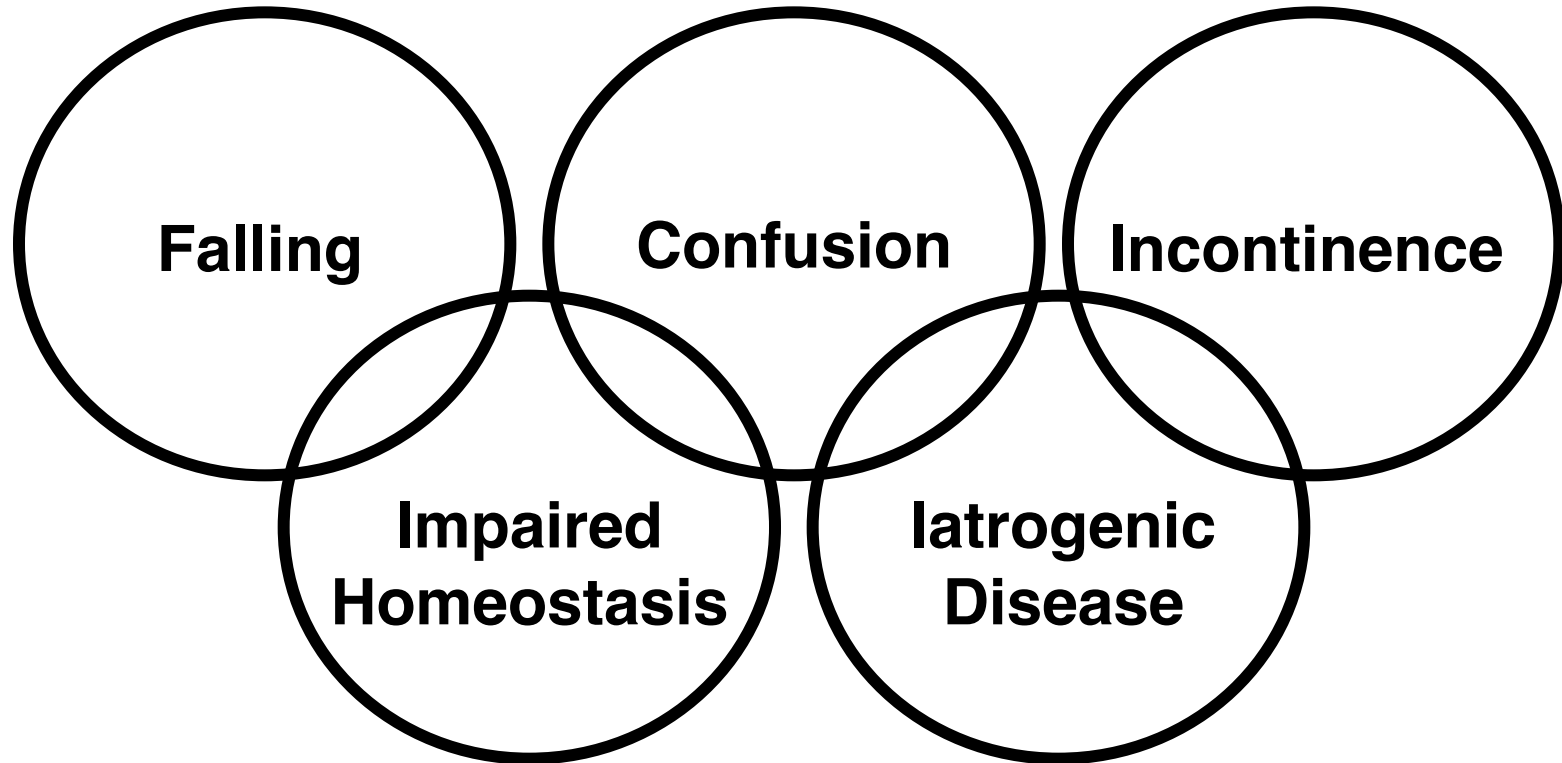 Falling
Confusion
Incontinence
Impaired
Homeostasis
Iatrogenic
Disease